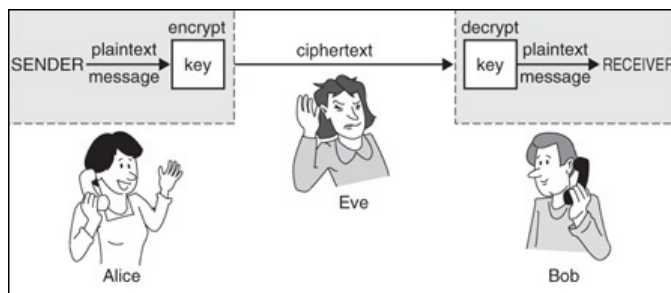 encrypt
decrypt
plaintext
ciphertext
plaintext
SENDER
key
key
RECEIVER
message
message
Eve
Alice
Bob